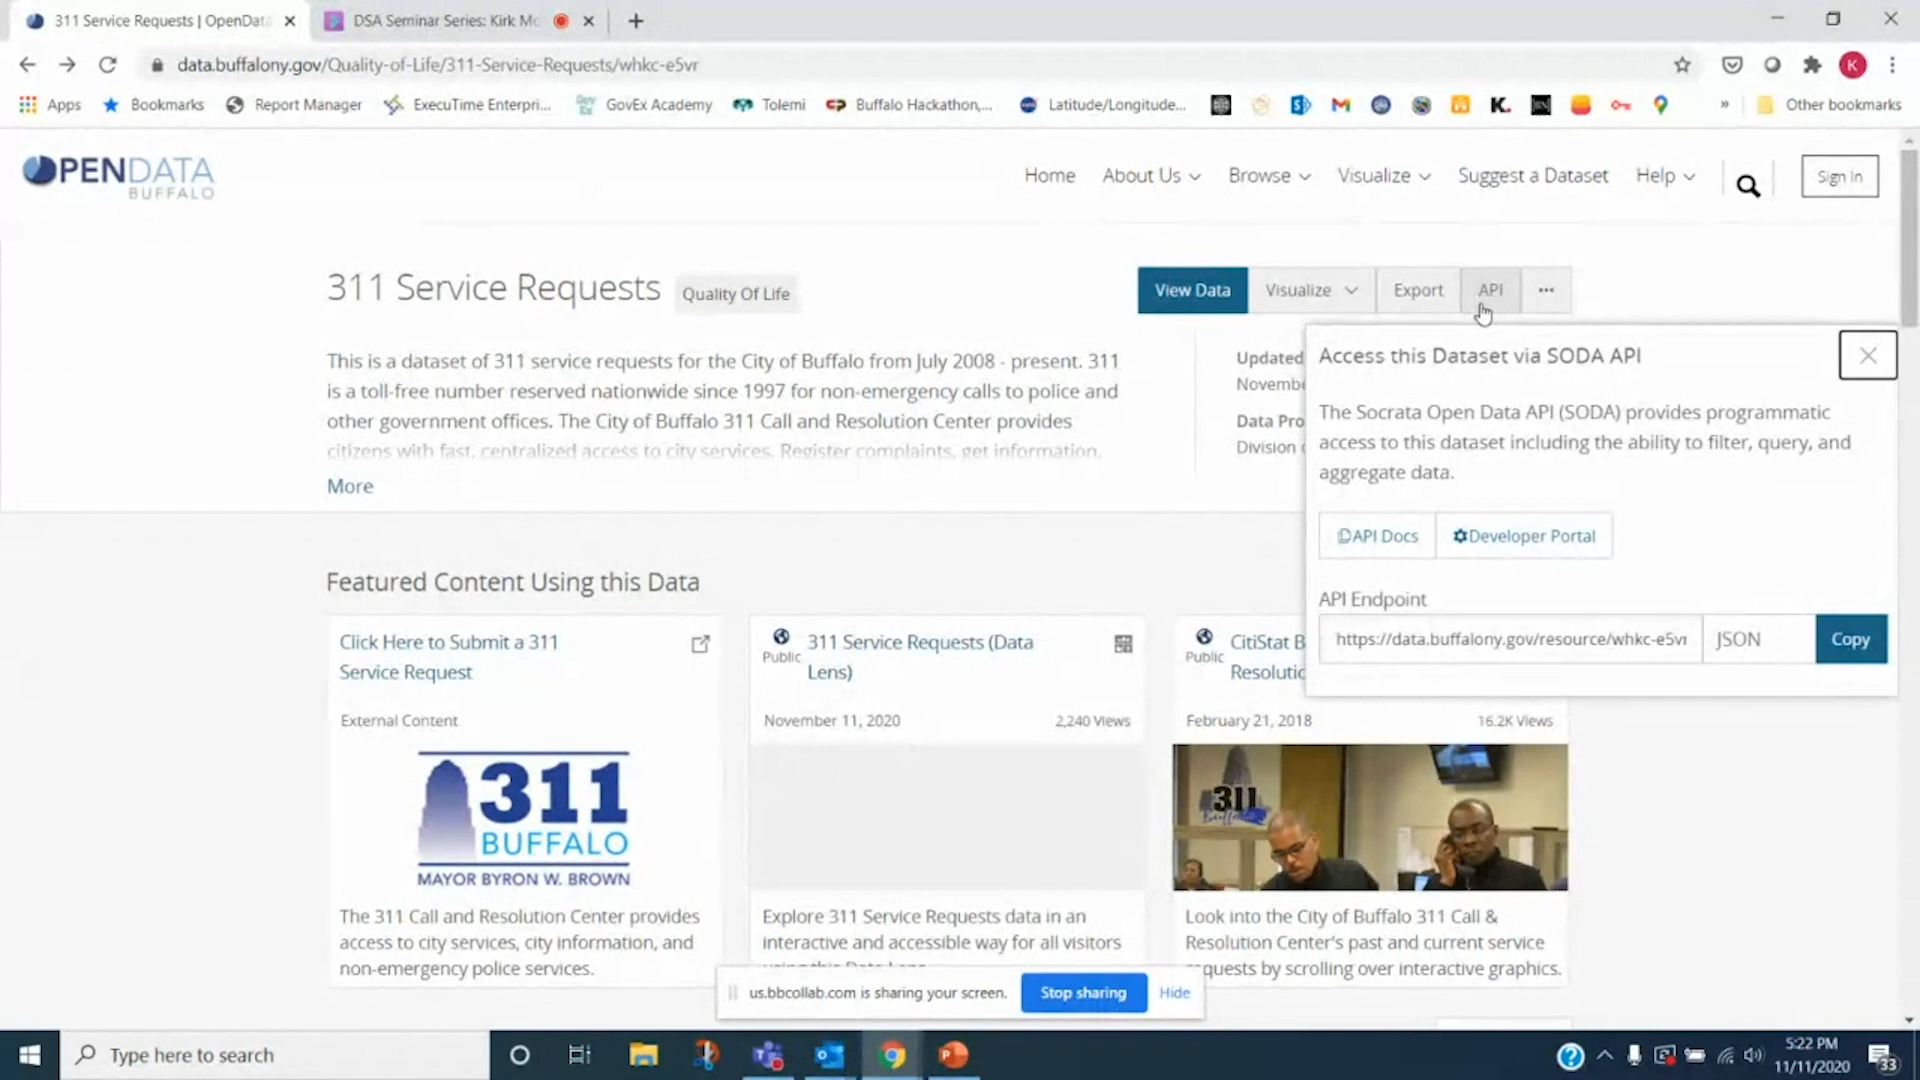 311 Service Requests | OpenData
DSA Seminar Series: Kirk Mc
data.buffalony.gov/Quality-of-Life/311-Service-Requests/whkc-e5vr
K
Apps
Bookmarks
Report Manager
ExecuTime Enterpri...
GovEx Academy
Tolemi
Buffalo Hackathon,...
Latitude/Longitude...
K.
»
Other bookmarks
OPENDATA
BUFFALO
Home
About Us
Browse
Visualize
Suggest a Dataset
Help
Sign In
311 Service Requests
Quality Of Life
View Data
Visualize
Export
API
...
This is a dataset of 311 service requests for the City of Buffalo from July 2008 - present. 311
is a toll-free number reserved nationwide since 1997 for non-emergency calls to police and
other government offices. The City of Buffalo 311 Call and Resolution Center provides
citizens with fast, centralized access to city services. Register complaints, get information,
More
Updated
Novembe
Data Pro
Division
Access this Dataset via SODA API
The Socrata Open Data API (SODA) provides programmatic
access to this dataset including the ability to filter, query, and
aggregate data.
API Docs
Developer Portal
API Endpoint
https://data.buffalony.gov/resource/whkc-e5vr
JSON
Copy
Featured Content Using this Data
Click Here to Submit a 311
Service Request
External Content
311
BUFFALO
MAYOR BYRON W. BROWN
The 311 Call and Resolution Center provides
access to city services, city information, and
non-emergency police services.
Public
311 Service Requests (Data
Lens)
November 11, 2020
2,240 Views
Explore 311 Service Requests data in an
interactive and accessible way for all visitors
using this Data Lens
Public
CitiStat B
Resolutic
February 21, 2018
16.2K Views
311
Look into the City of Buffalo 311 Call &
Resolution Center's past and current service
requests by scrolling over interactive graphics.
us.bbcollab.com is sharing your screen.
Stop sharing
Hide
Type here to search
5:22 PM
11/11/2020
33